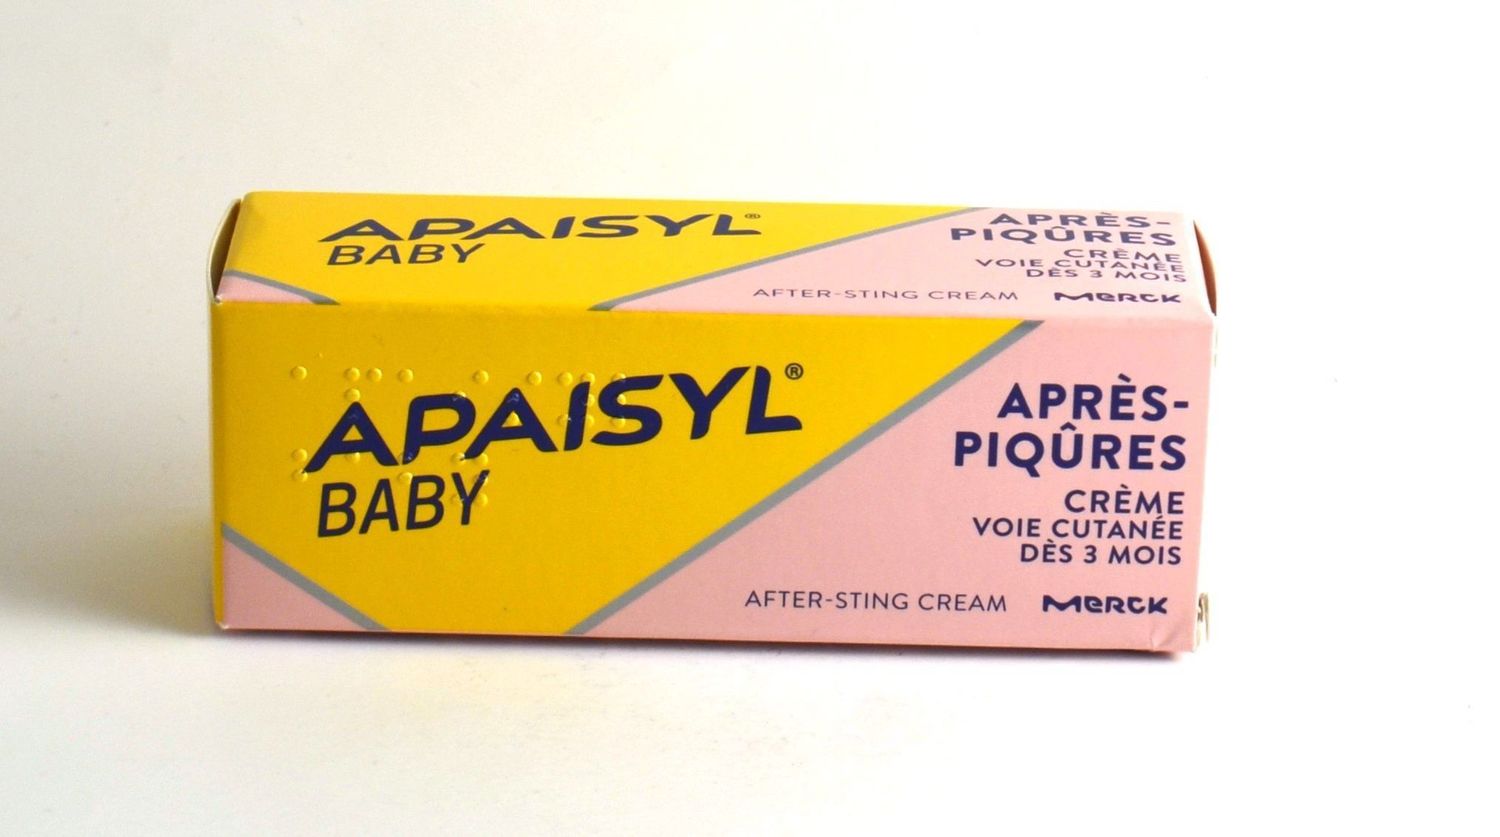 APAISYL®
BABY
APRÈS-
PIQÛRES
CRÈME
VOIE CUTANÉE
DÈS 3 MOIS
AFTER-STING CREAM
MERCK
APAISYL®
BABY
APRÈS-
PIQÛRES
CRÈME
VOIE CUTANÉE
DÈS 3 MOIS
AFTER-STING CREAM
MERCK